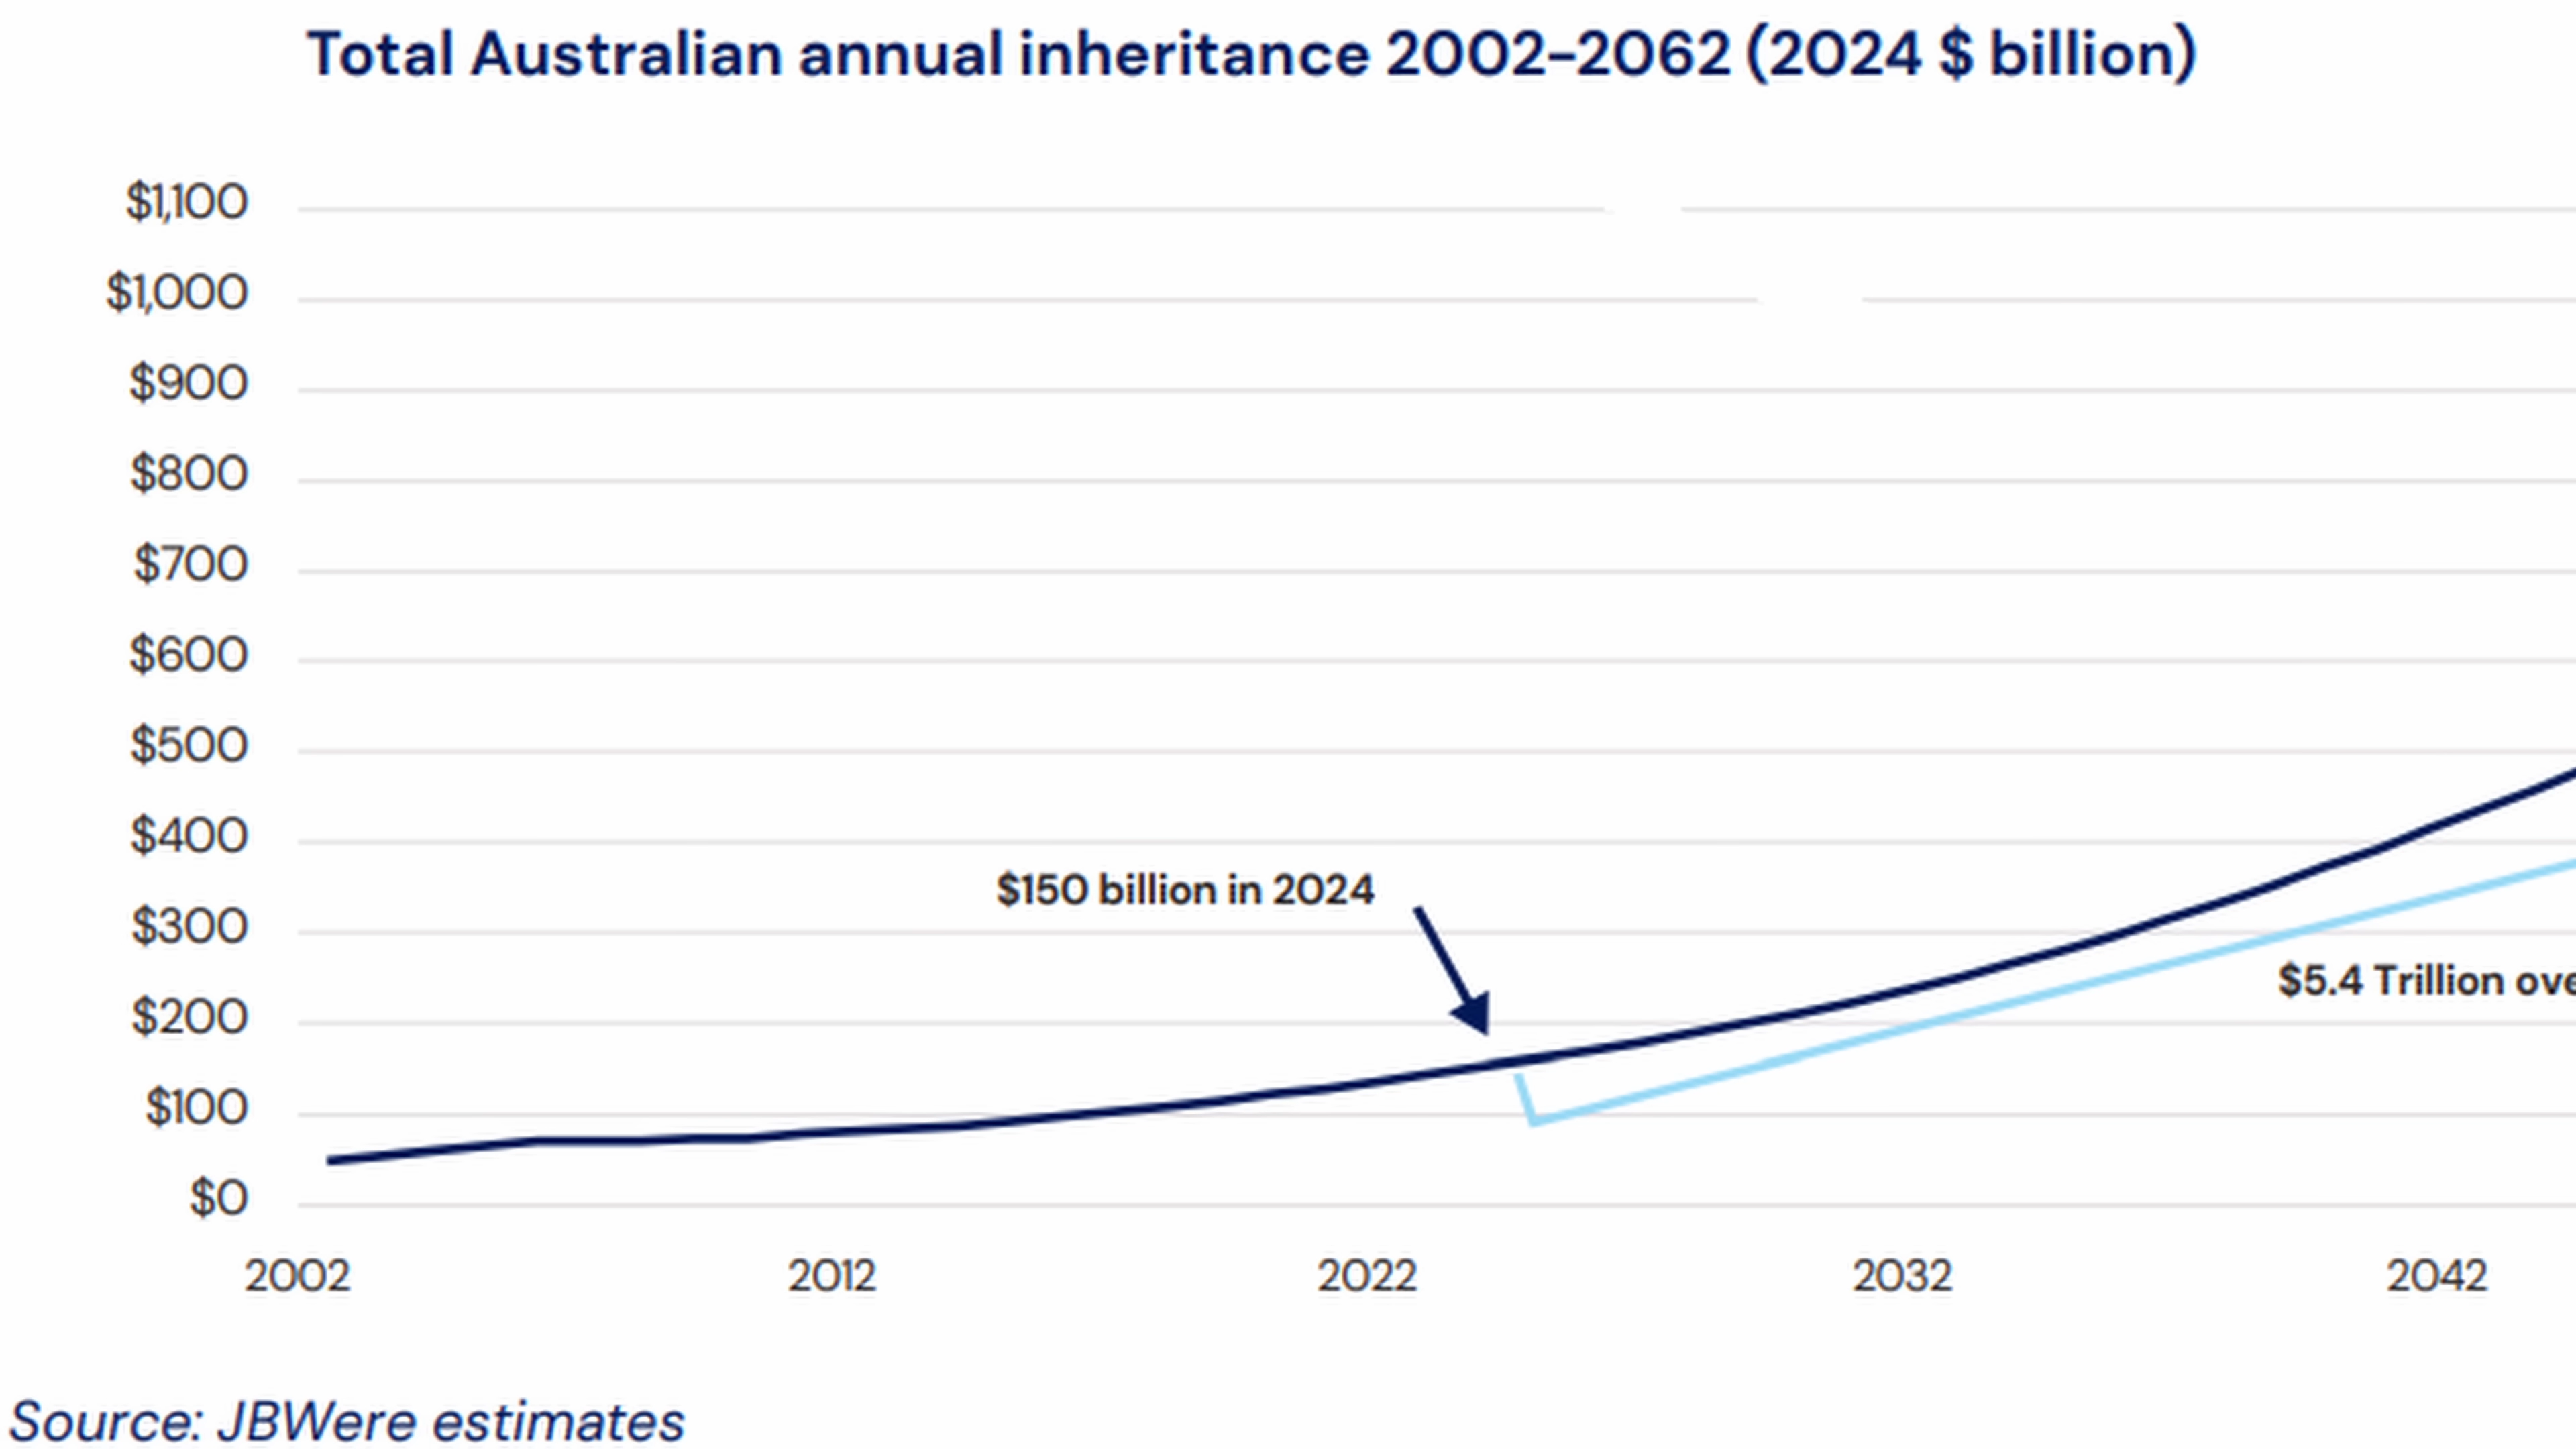 Total Australian annual inheritance 2002-2062 (2024 $ billion)
$1,100
$1,000
$900
$800
$700
$600
$500
$400
$150 billion in 2024
$300
$5.4 Trillion
$200
$100
$0
2002 2012 2022 2032 2042
Source: JBWere estimates